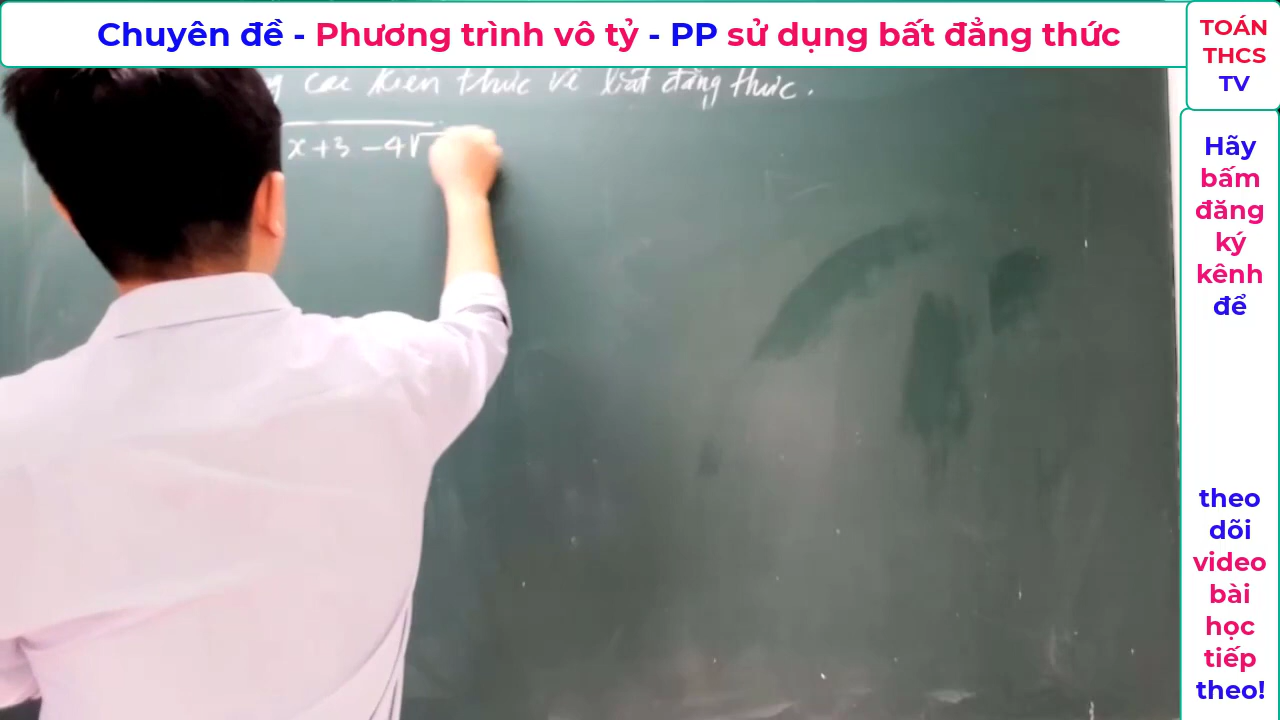 Chuyên đề - Phương trình vô tỷ - PP sử dụng bất đẳng thức
TOÁN
THCS
TV
các kiến thức về bất đẳng thức.
x+3-4√
Hãy
bấm
đăng
ký
kênh
để
theo
dõi
video
bài
học
tiếp
theo!